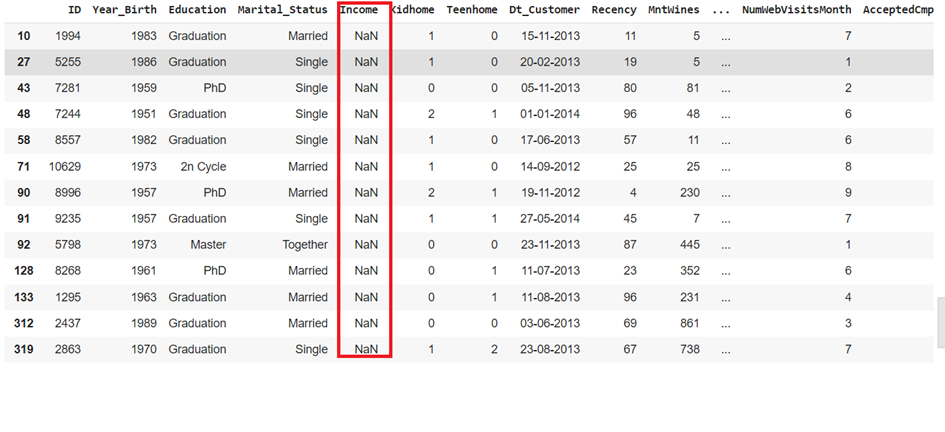 ID Year_Birth Education Marital_Status Income Kidhome Teenhome Dt_Customer Recency MntWines ... NumWebVisitsMonth AcceptedCmp
10 1994 1983 Graduation Married NaN 1 0 15-11-2013 11 5 ... 7
27 5255 1986 Graduation Single NaN 1 0 20-02-2013 19 5 ... 1
43 7281 1959 PhD Single NaN 0 0 05-11-2013 80 81 ... 2
48 7244 1951 Graduation Single NaN 2 1 01-01-2014 96 48 ... 6
58 8557 1982 Graduation Single NaN 1 0 17-06-2013 57 11 ... 6
71 10629 1973 2n Cycle Married NaN 1 0 14-09-2012 25 25 ... 8
90 8996 1957 PhD Married NaN 2 1 19-11-2012 4 230 ... 9
91 9235 1957 Graduation Single NaN 1 1 27-05-2014 45 7 ... 7
92 5798 1973 Master Together NaN 0 0 23-11-2013 87 445 ... 1
128 8268 1961 PhD Married NaN 0 1 11-07-2013 23 352 ... 6
133 1295 1963 Graduation Married NaN 0 1 11-08-2013 96 231 ... 4
312 2437 1989 Graduation Married NaN 0 0 03-06-2013 69 861 ... 3
319 2863 1970 Graduation Single NaN 1 2 23-08-2013 67 738 ... 7